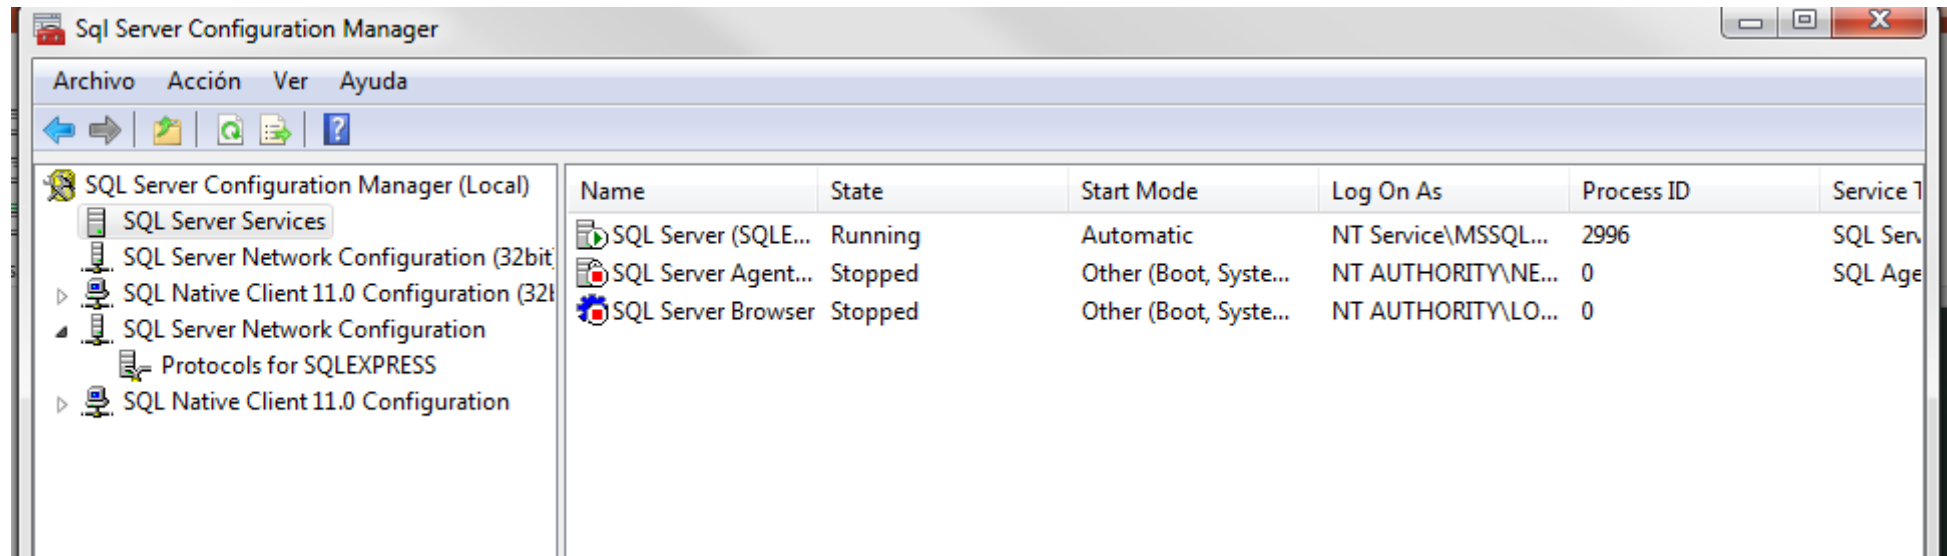 Sql Server Configuration Manager
Archivo Acción Ver Ayuda
SQL Server Configuration Manager (Local)
SQL Server Services
SQL Server Network Configuration (32bit
SQL Native Client 11.0 Configuration (32
SQL Server Network Configuration
Protocols for SQLEXPRESS
SQL Native Client 11.0 Configuration
Name State Start Mode Log On As Process ID Service
SQL Server (SQLE... Running Automatic NT Service\MSSQL... 2996 SQL Ser
SQL Server Agent... Stopped Other (Boot, Syste... NT AUTHORITY\NE... 0 SQL Age
SQL Server Browser Stopped Other (Boot, Syste... NT AUTHORITY\LO... 0